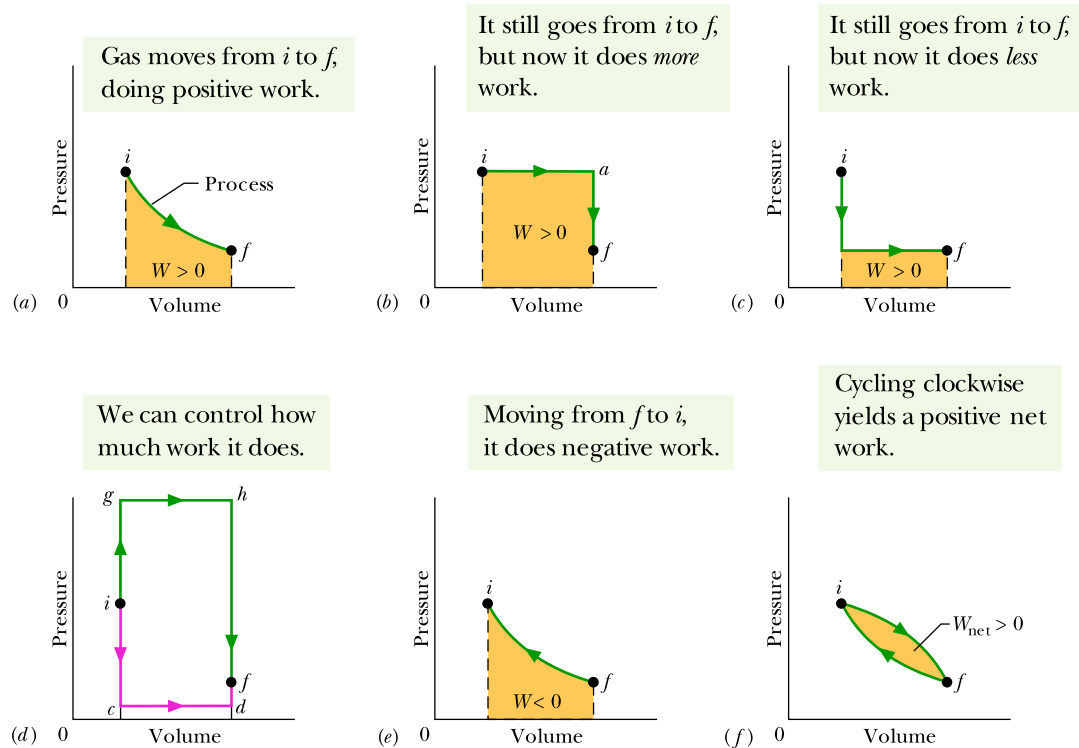 Gas moves from i to f,
doing positive work.
Pressure
i
Process
f
W > 0
(a)
0
Volume
It still goes from i to f,
but now it does more
work.
Pressure
i
a
W > 0
f
(b)
0
Volume
It still goes from i to f,
but now it does less
work.
Pressure
i
f
W > 0
(c)
0
Volume
We can control how
much work it does.
Pressure
g
h
i
f
c
d
(d)
0
Volume
Moving from f to i,
it does negative work.
Pressure
i
f
W< 0
(e)
0
Volume
Cycling clockwise
yields a positive net
work.
Pressure
i
Wnet > 0
f
(f)
0
Volume